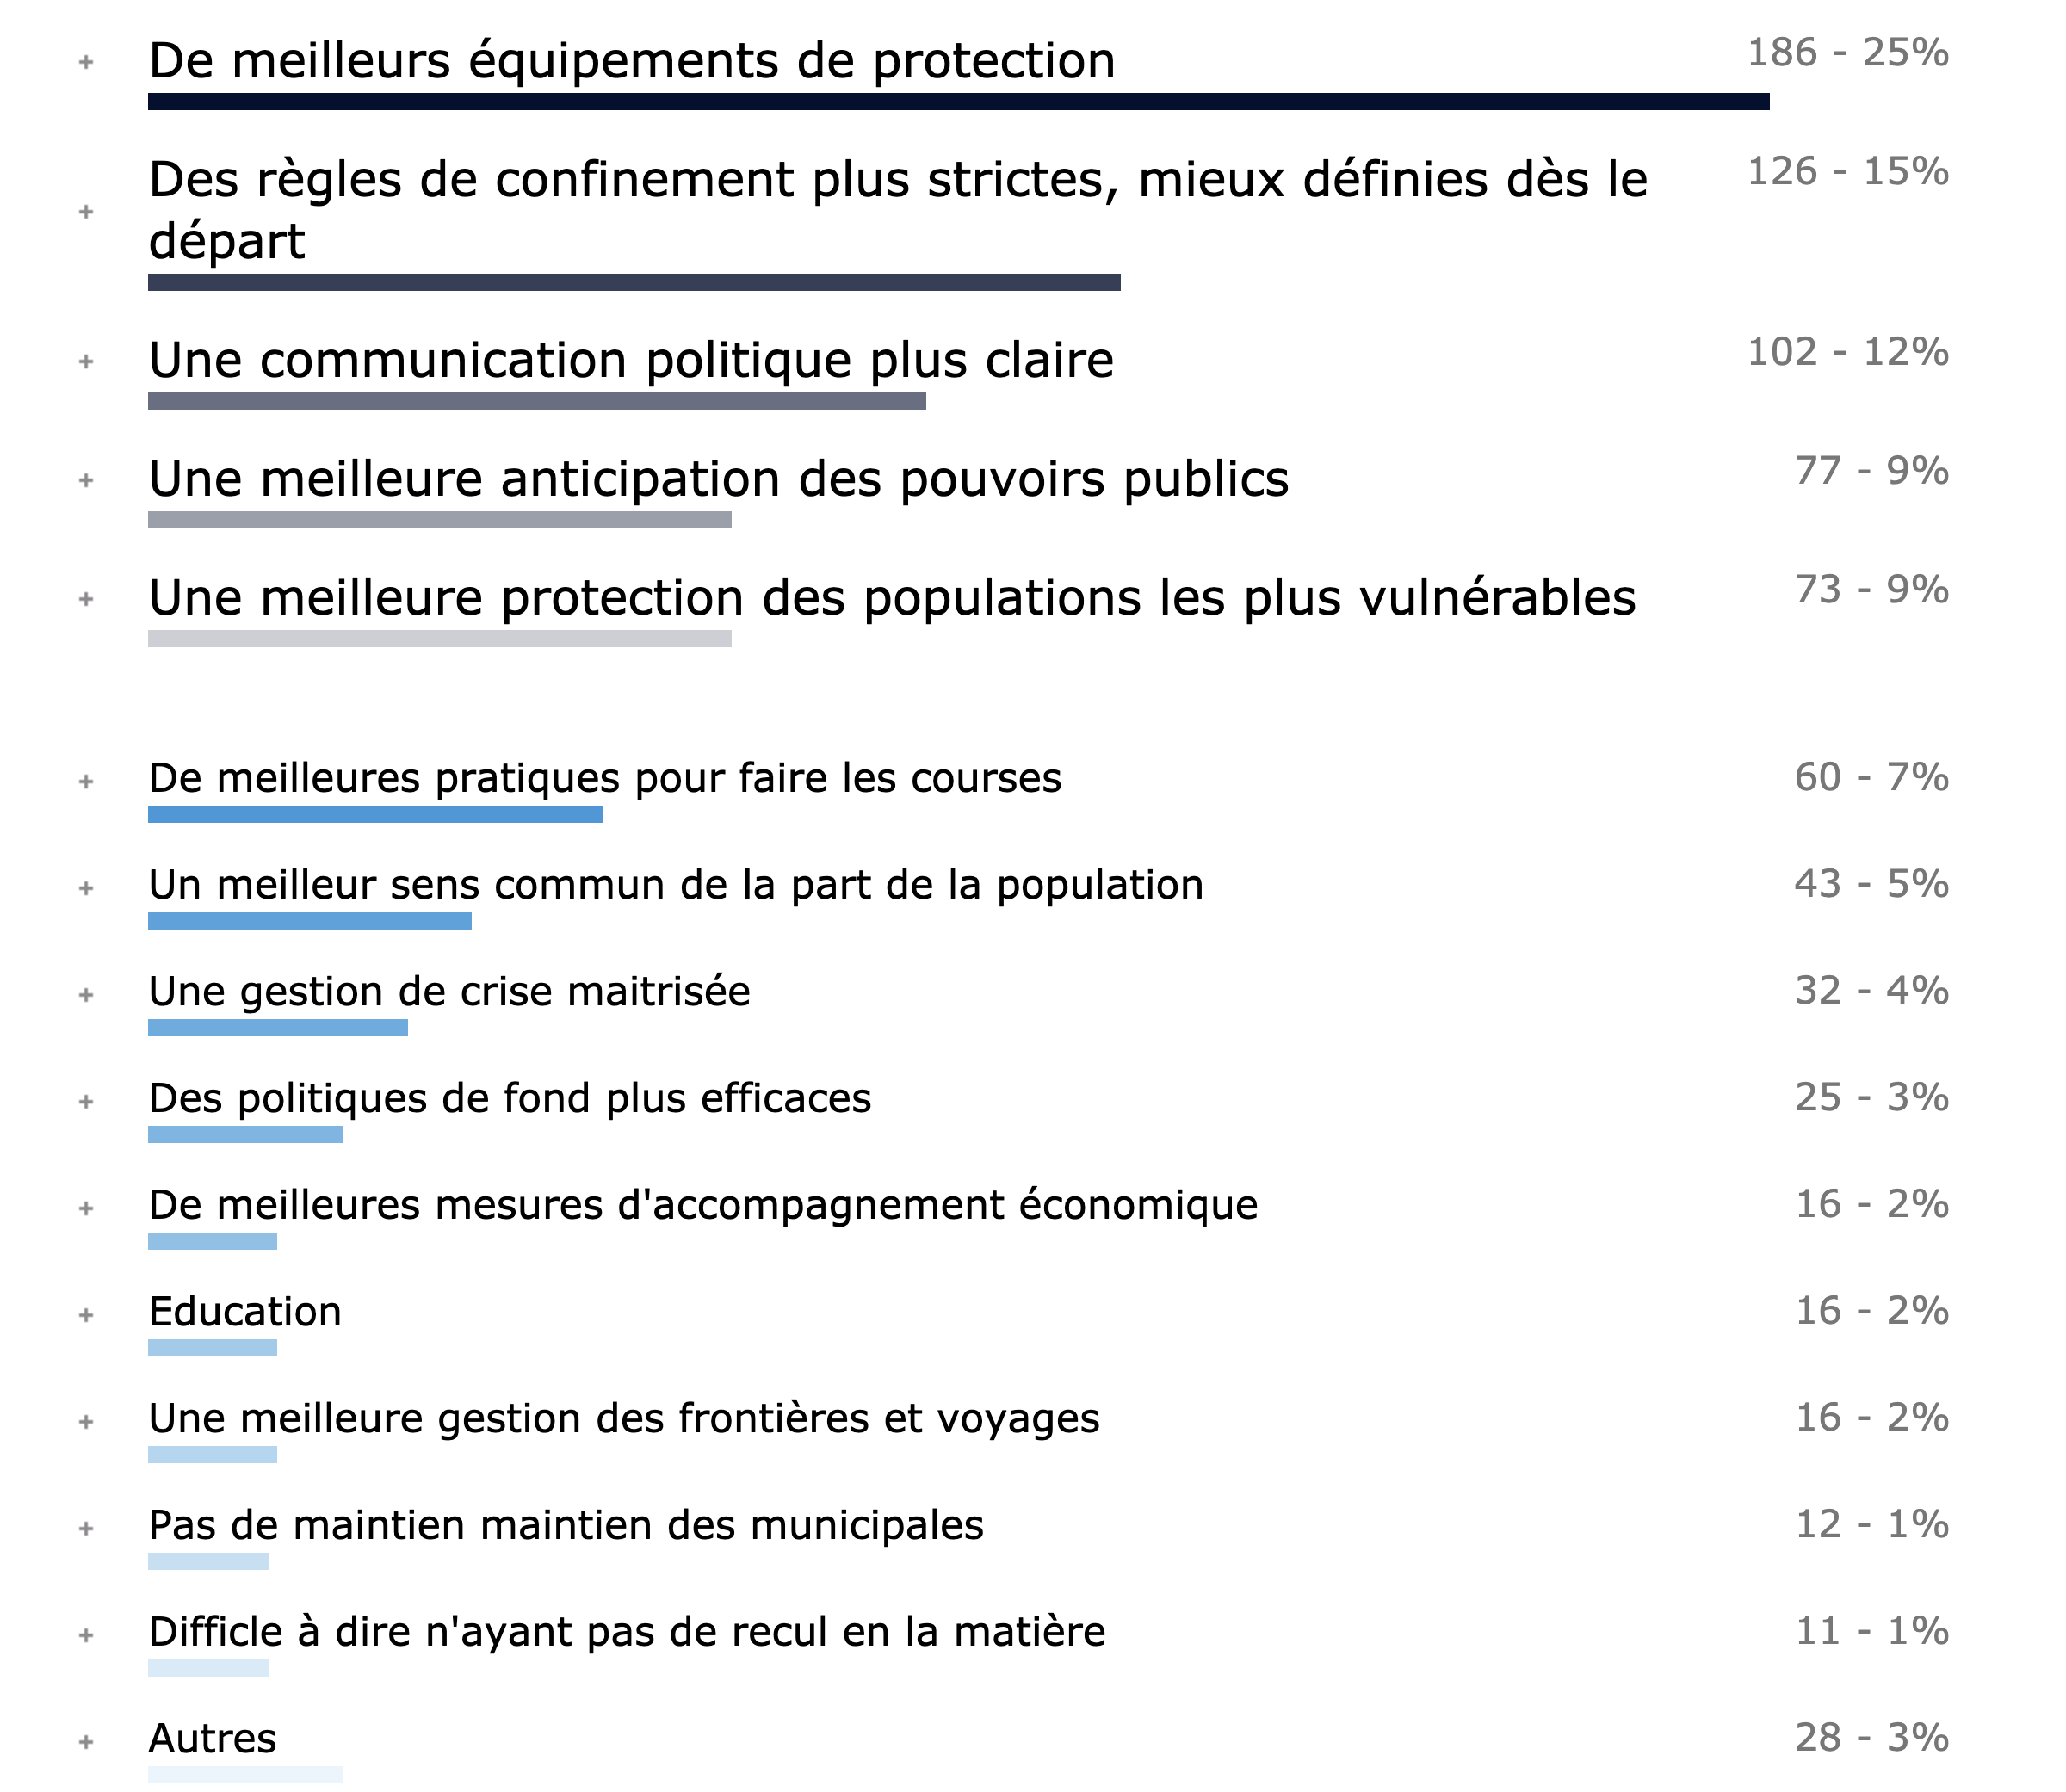 De meilleurs équipements de protection 186 - 25%
Des règles de confinement plus strictes, mieux définies dès le 126 - 15%
départ
Une communication politique plus claire 102 - 12%
Une meilleure anticipation des pouvoirs publics 77 - 9%
Une meilleure protection des populations les plus vulnérables 73 - 9%
De meilleures pratiques pour faire les courses 60 - 7%
Un meilleur sens commun de la part de la population 43 - 5%
Une gestion de crise maitrisée 32 - 4%
Des politiques de fond plus efficaces 25 - 3%
De meilleures mesures d'accompagnement économique 16 - 2%
Education 16 - 2%
Une meilleure gestion des frontières et voyages 16 - 2%
Pas de maintien maintien des municipales 12 - 1%
Difficle à dire n'ayant pas de recul en la matière 11 - 1%
Autres 28 - 3%